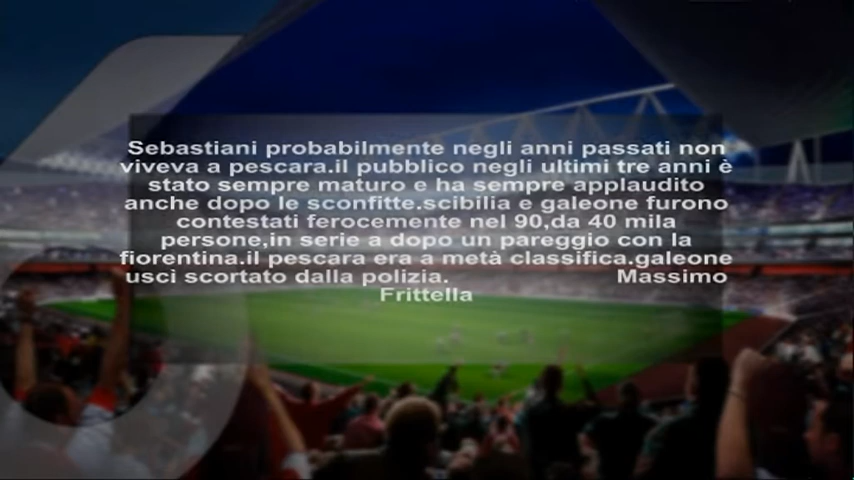 Sebastiani probabilmente negli anni passati non
viveva a pescara.il pubblico negli ultimi tre anni è
stato sempre maturo e ha sempre applaudito
anche dopo le sconfitte.scibilia e galeone furono
contestati ferocemente nel 90,da 40 mila
persone,in serie a dopo un pareggio con la
fiorentina.il pescara era a metà classifica.galeone
uscì scortato dalla polizia. Massimo
Frittella